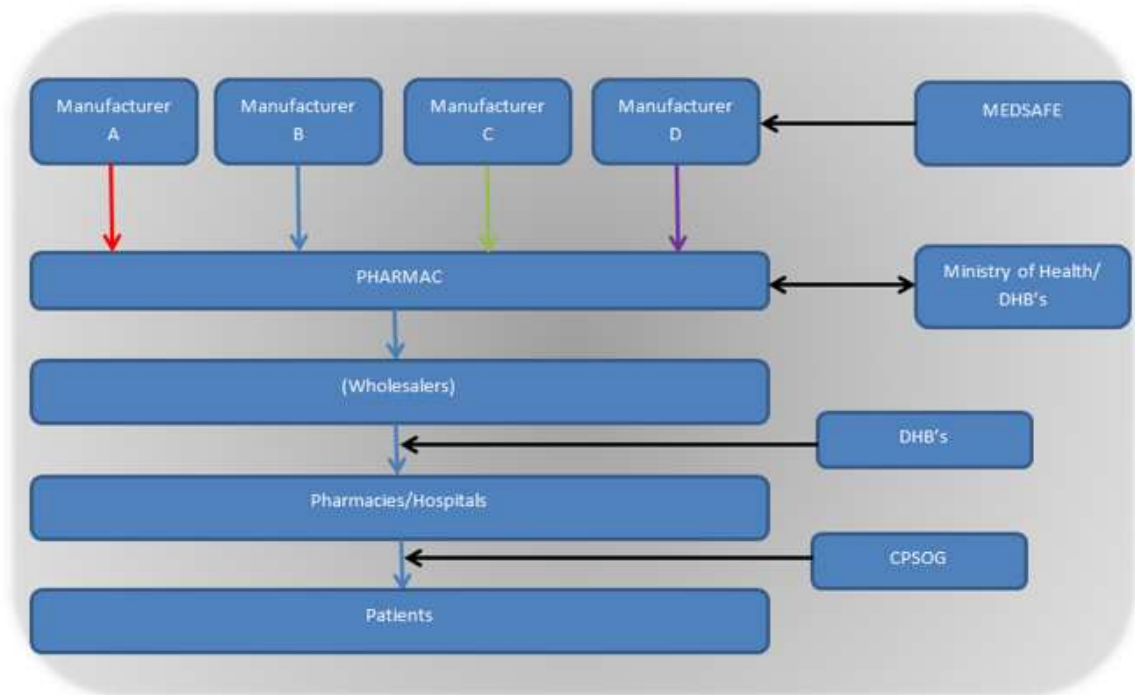 Manufacturer
A
Manufacturer
B
Manufacturer
C
Manufacturer
D
MEDSAFE
PHARMAC
Ministry of Health/
DHB's
(Wholesalers)
DHB's
Pharmacies/Hospitals
CPSOG
Patients